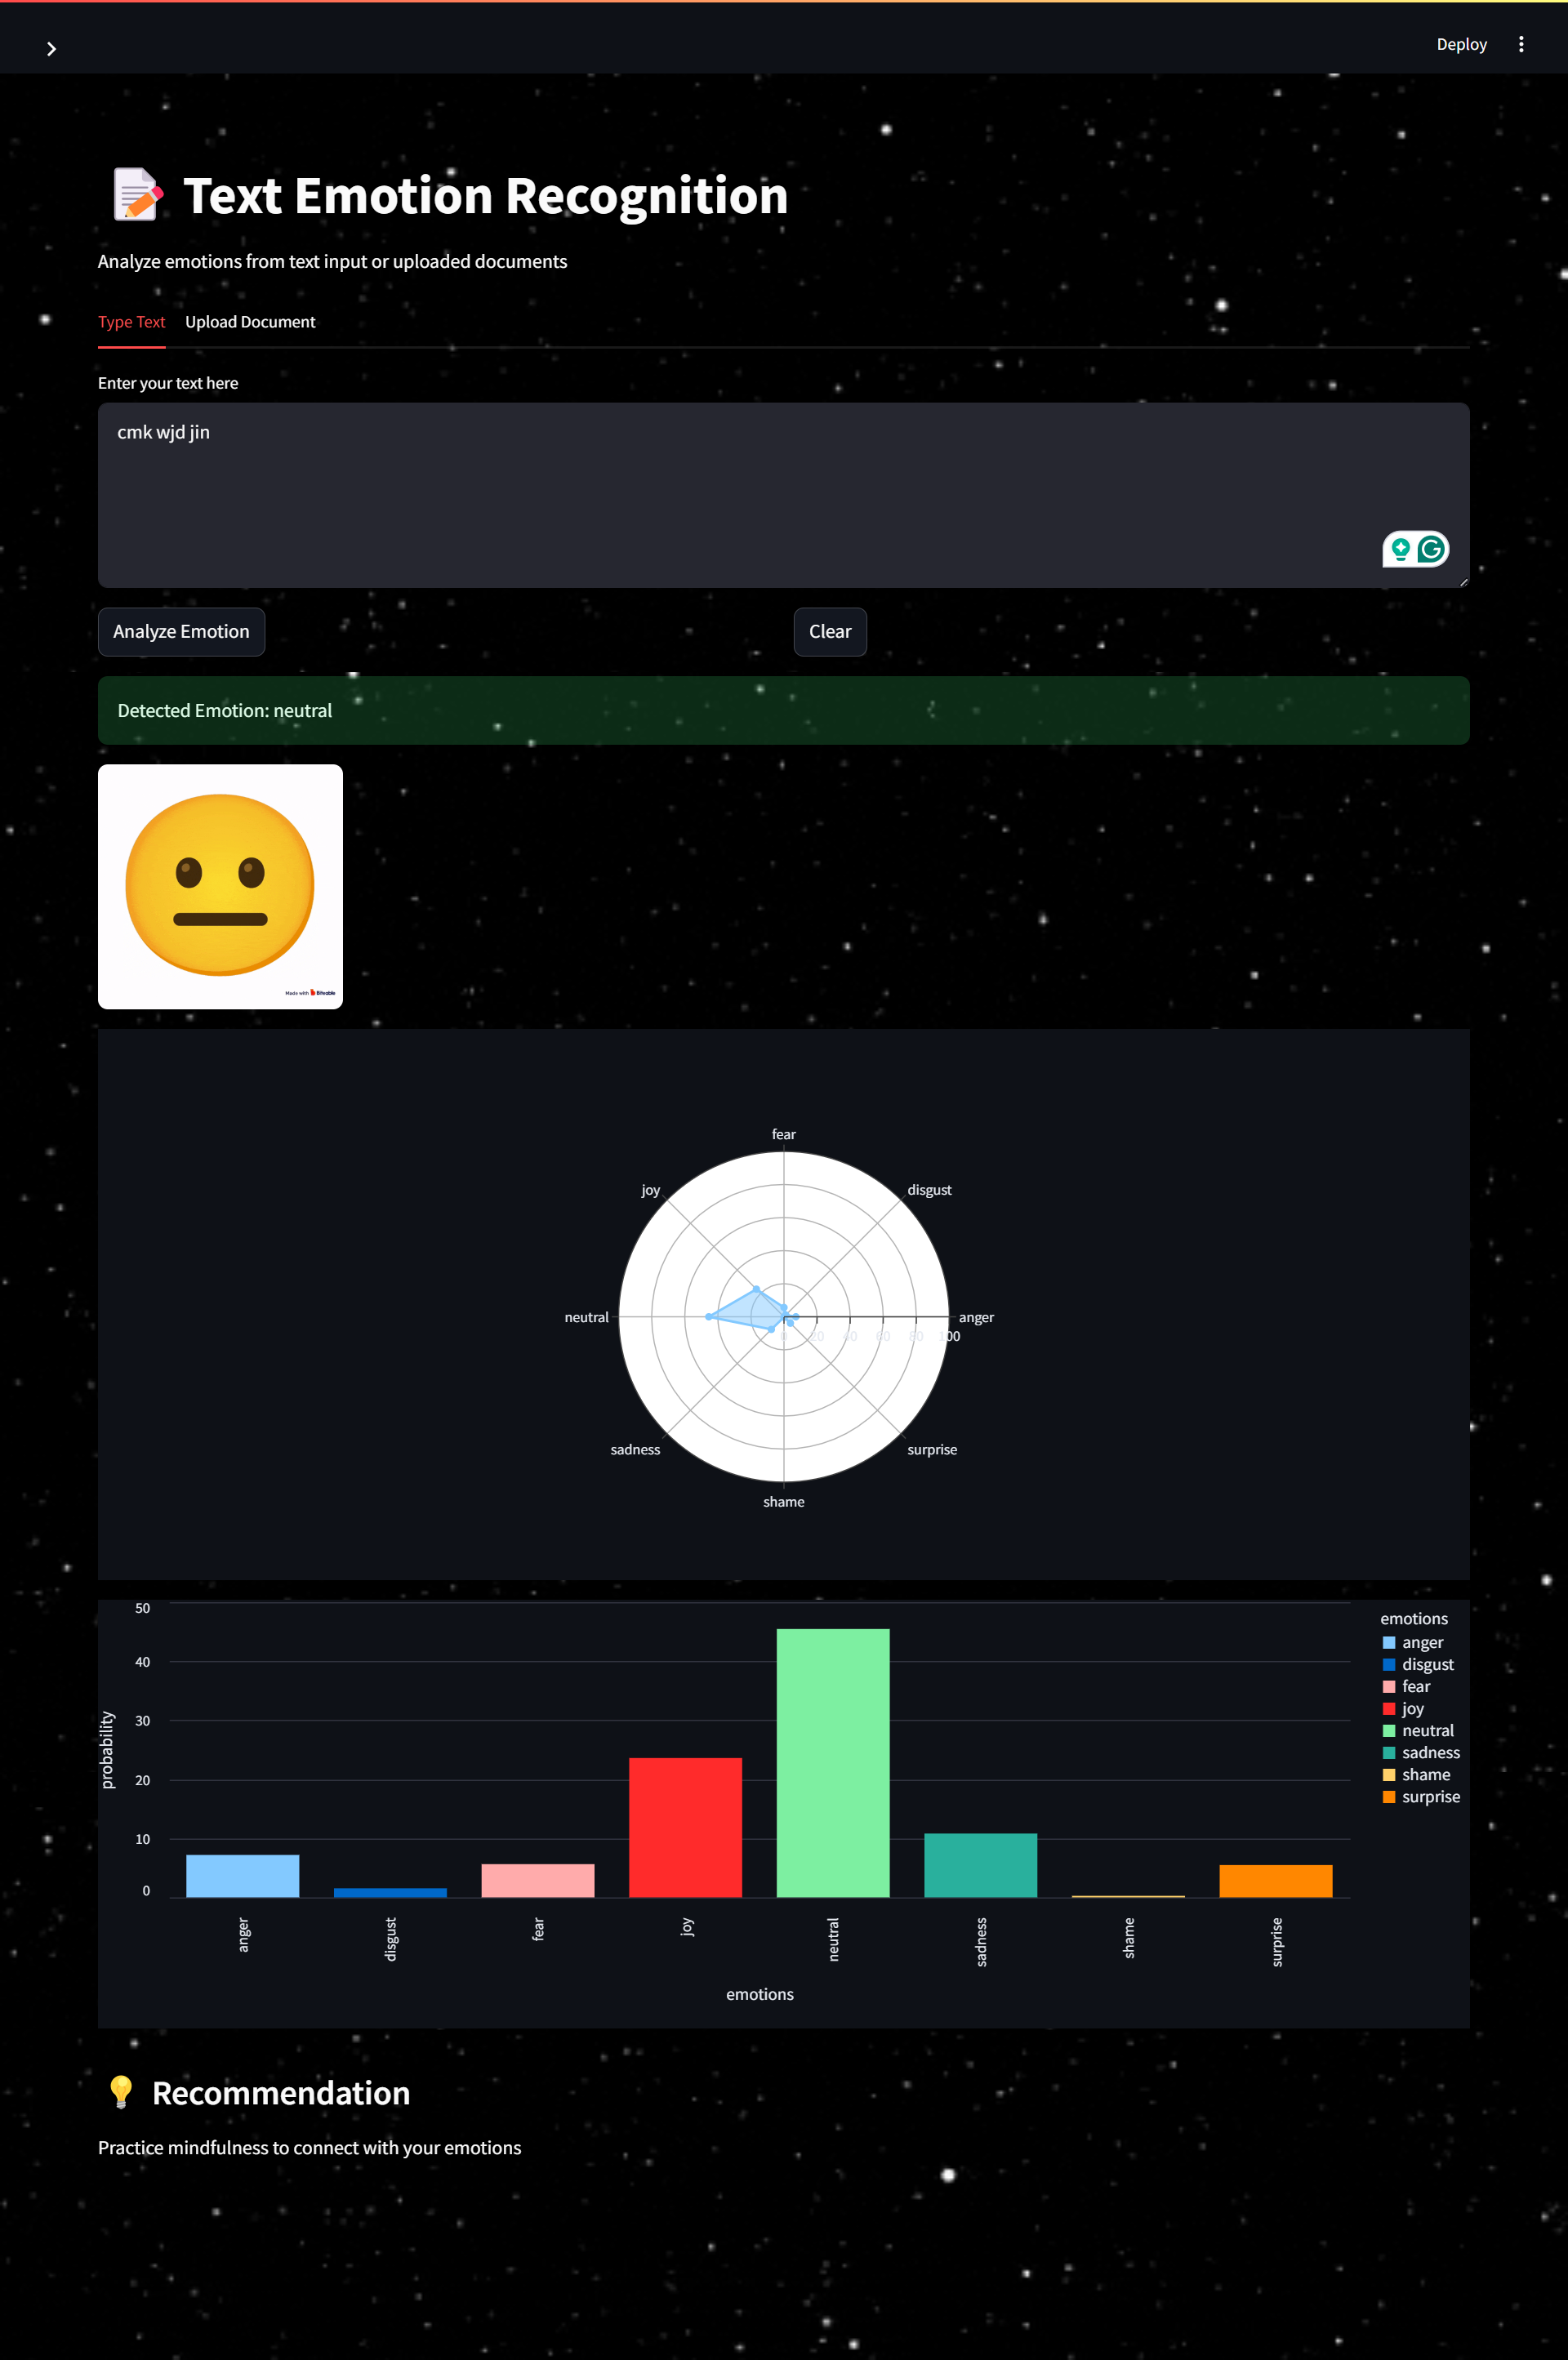 Deploy
Text Emotion Recognition
Analyze emotions from text input or uploaded documents
Type Text Upload Document
Enter your text here
cmk wjd jin
Analyze Emotion Clear
Detected Emotion: neutral
Made with Biteable
fear
joy disgust
neutral anger
0 20 40 60 80 100
sadness surprise
shame
50
40
30
20
10
0
probability
anger disgust fear joy neutral sadness shame surprise
emotions
emotions
anger
disgust
fear
joy
neutral
sadness
shame
surprise
Recommendation
Practice mindfulness to connect with your emotions